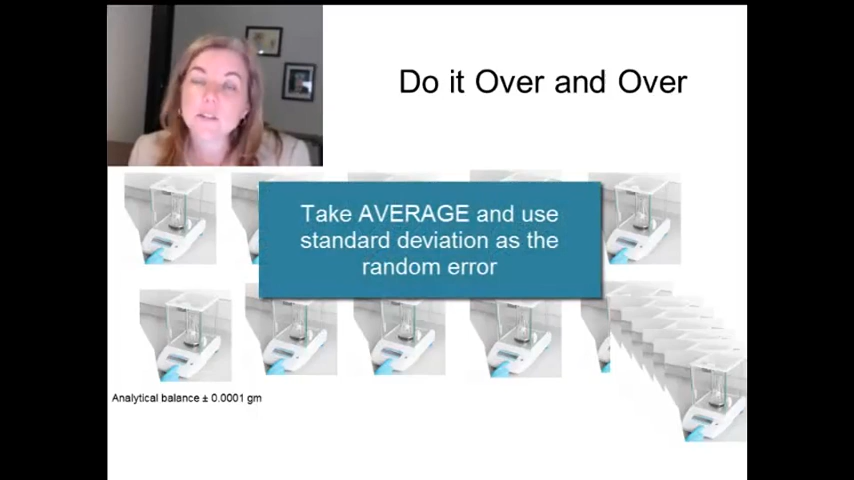 Do it Over and Over
Take AVERAGE and use
standard deviation as the
random error
Analytical balance ± 0.0001 gm